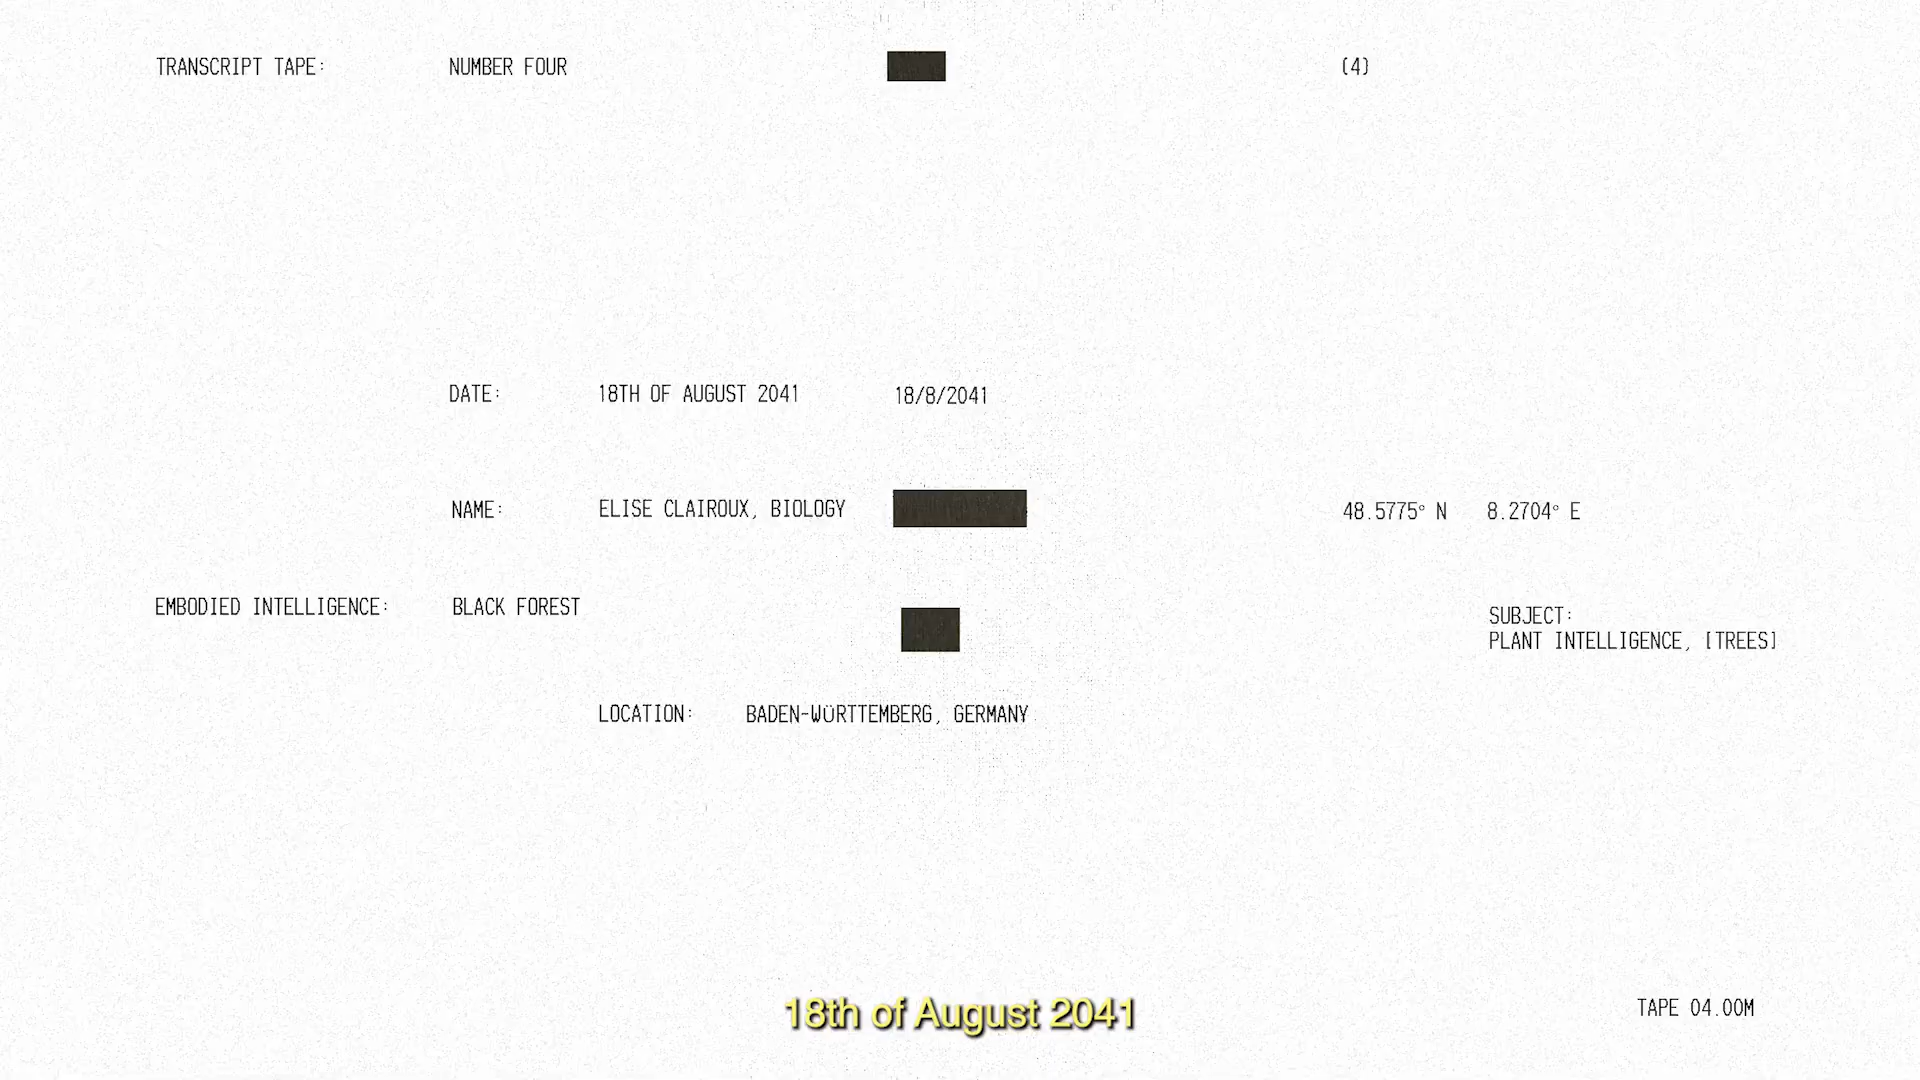 TRANSCRIPT TAPE: NUMBER FOUR (4)
DATE: 18TH OF AUGUST 2041 18/8/2041
NAME: ELISE CLAIROUX, BIOLOGY 48.5775° N 8.2704° E
EMBODIED INTELLIGENCE: BLACK FOREST
SUBJECT:
PLANT INTELLIGENCE, [TREES]
LOCATION: BADEN-WÜRTTEMBERG, GERMANY
18th of August 2041
TAPE 04.00M